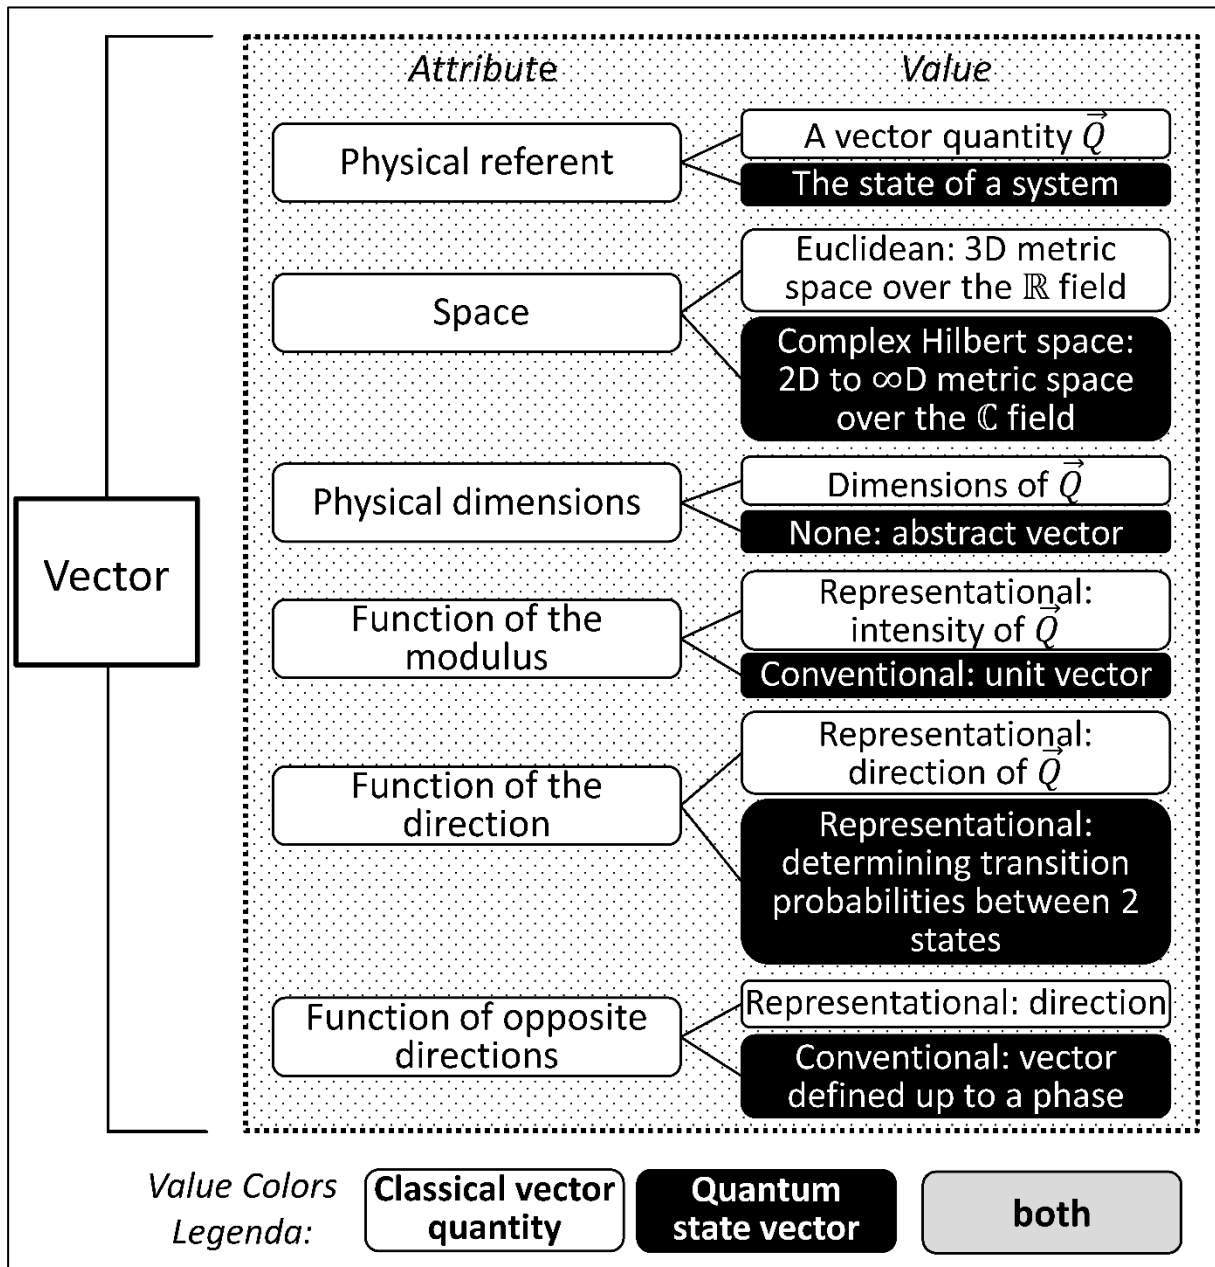 Attribute
Value
Vector
Physical referent
A vector quantity Q⃗
The state of a system
Space
Euclidean: 3D metric
space over the ℝ field
Complex Hilbert space:
2D to ∞D metric space
over the ℂ field
Physical dimensions
Dimensions of Q⃗
None: abstract vector
Function of the
modulus
Representational:
intensity of Q⃗
Conventional: unit vector
Function of the
direction
Representational:
direction of Q⃗
Representational:
determining transition
probabilities between 2
states
Function of opposite
directions
Representational: direction
Conventional: vector
defined up to a phase
Value Colors
Legenda:
Classical vector
quantity
Quantum
state vector
both